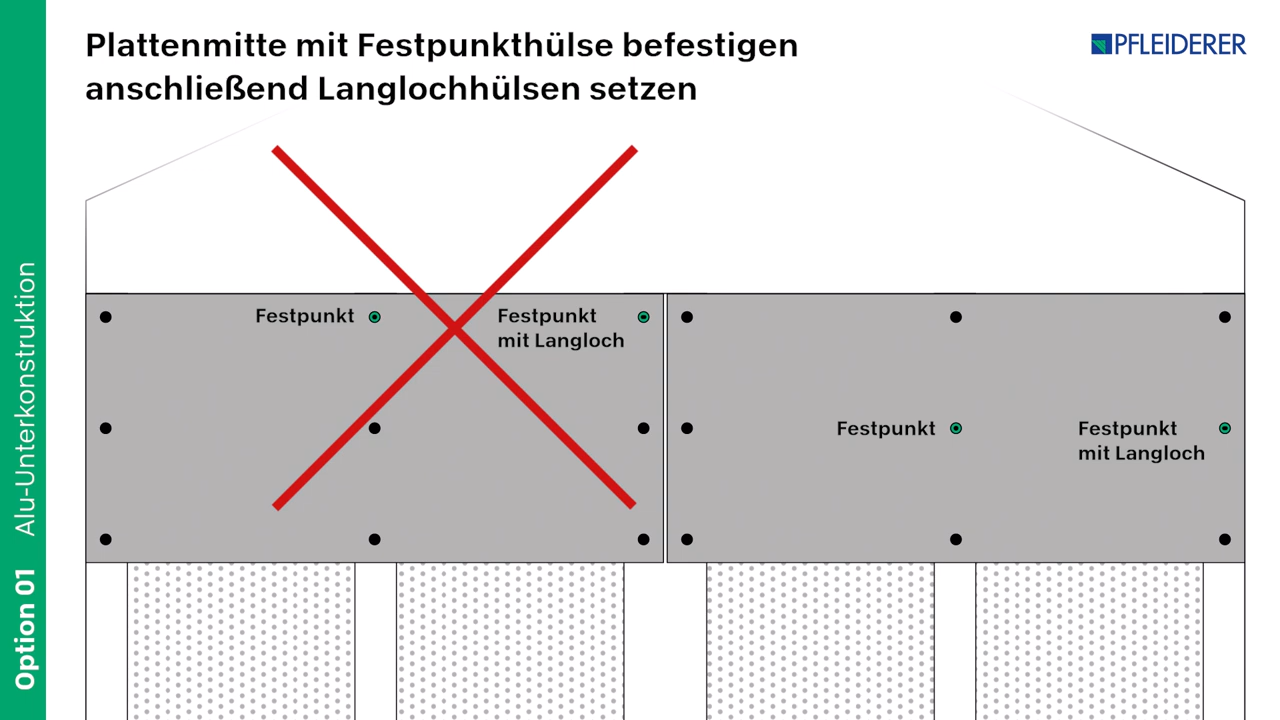 Plattenmitte mit Festpunkthülse befestigen
anschließend Langlochhülsen setzen
PFLEIDERER
Festpunkt
Festpunkt
mit Langloch
Festpunkt
Festpunkt
mit Langloch
Option 01 Alu-Unterkonstruktion